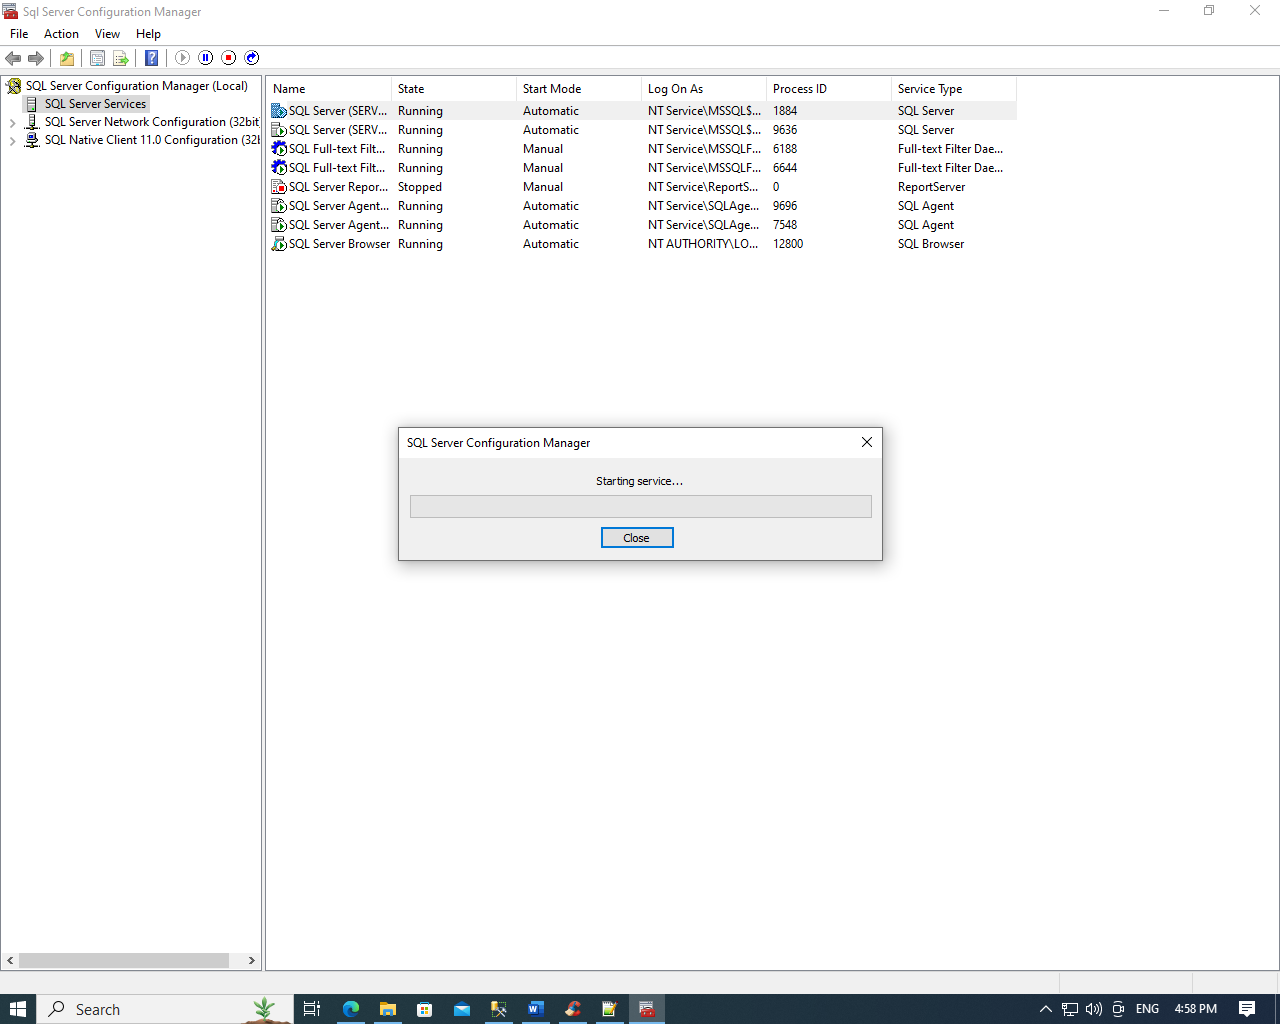 Sql Server Configuration Manager
File Action View Help
SQL Server Configuration Manager (Local)
SQL Server Services
SQL Server Network Configuration (32bit
SQL Native Client 11.0 Configuration (32
Name State Start Mode Log On As Process ID Service Type
SQL Server (SERV... Running Automatic NT Service\MSSQL$... 1884 SQL Server
SQL Server (SERV... Running Automatic NT Service\MSSQL$... 9636 SQL Server
SQL Full-text Filt... Running Manual NT Service\MSSQLF... 6188 Full-text Filter Dae...
SQL Full-text Filt... Running Manual NT Service\MSSQLF... 6644 Full-text Filter Dae...
SQL Server Repor... Stopped Manual NT Service\ReportS... 0 ReportServer
SQL Server Agent... Running Automatic NT Service\SQLAge... 9696 SQL Agent
SQL Server Agent... Running Automatic NT Service\SQLAge... 7548 SQL Agent
SQL Server Browser Running Automatic NT AUTHORITY\LO... 12800 SQL Browser
SQL Server Configuration Manager
Starting service...
Close
Search
ENG 4:58 PM